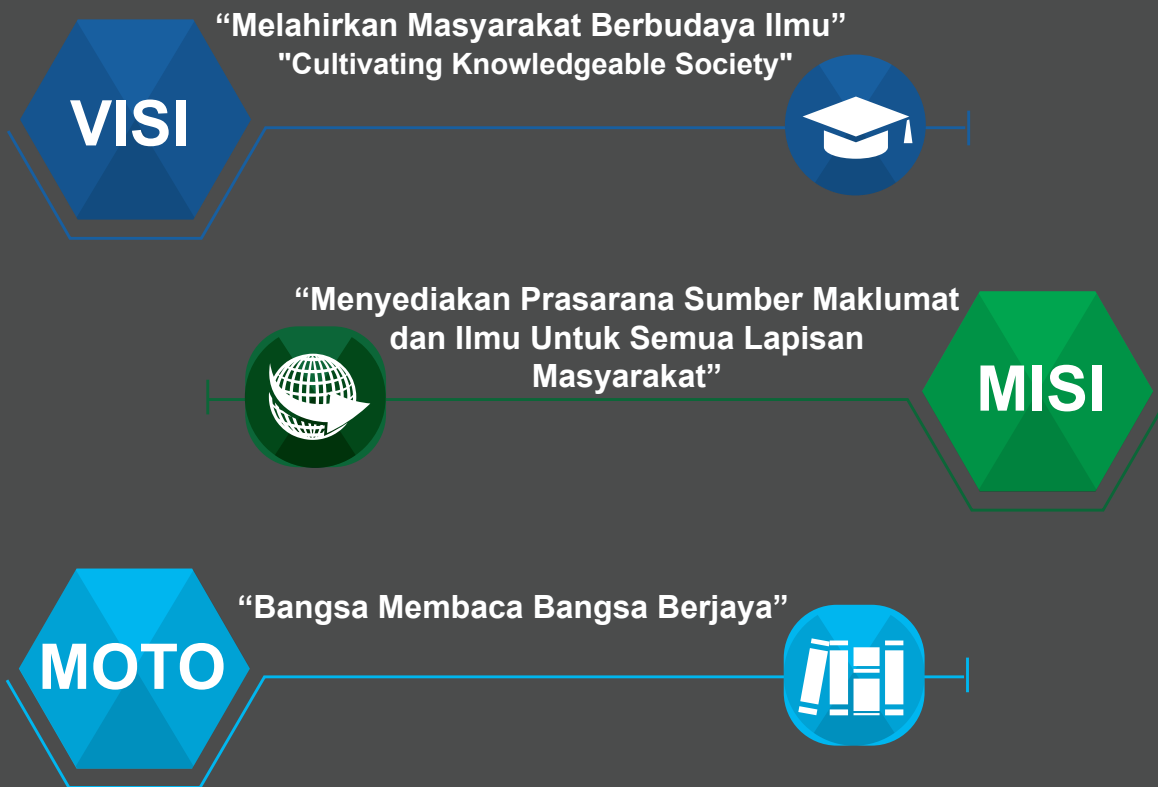 “Melahirkan Masyarakat Berbudaya Ilmu”
"Cultivating Knowledgeable Society"
VISI
“Menyediakan Prasarana Sumber Maklumat
dan Ilmu Untuk Semua Lapisan
Masyarakat”
MISI
“Bangsa Membaca Bangsa Berjaya”
MOTO